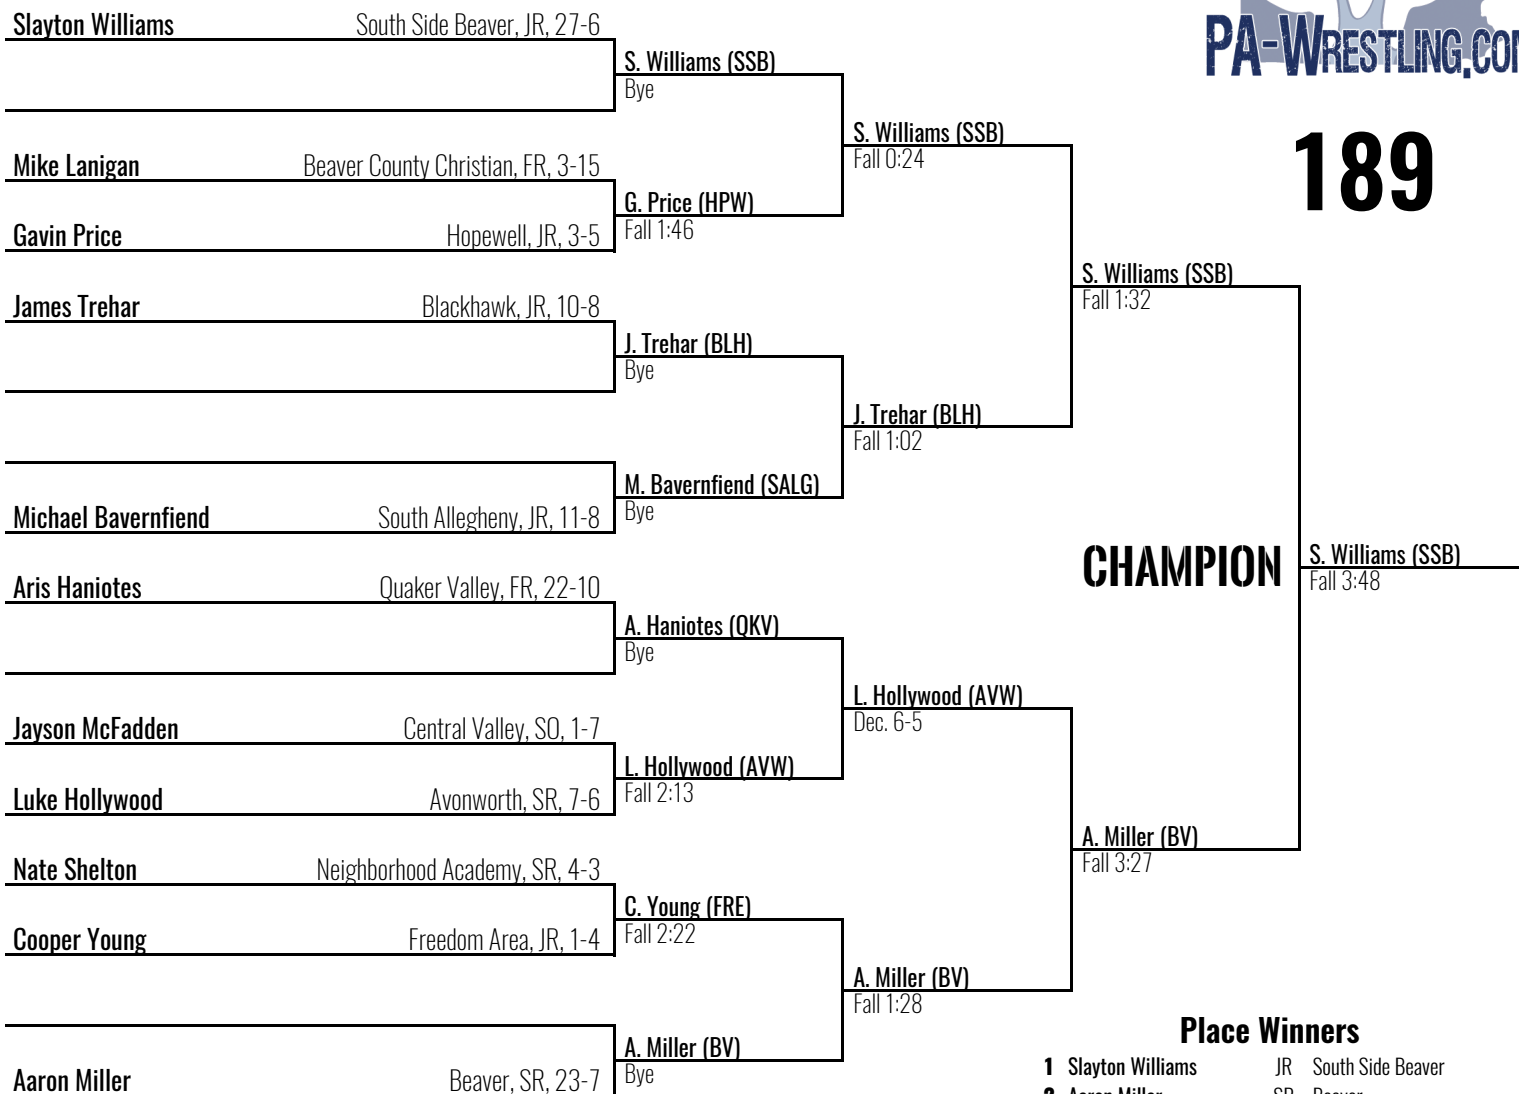 Slayton Williams South Side Beaver, JR, 27-6
S. Williams (SSB)
Bye
Mike Lanigan Beaver County Christian, FR, 3-15
G. Price (HPW)
Fall 1:46
Gavin Price Hopewell, JR, 3-5
S. Williams (SSB)
Fall 0:24
James Trehar Blackhawk, JR, 10-8
J. Trehar (BLH)
Bye
M. Bavernfiend (SALG)
Bye
Michael Bavernfiend South Allegheny, JR, 11-8
J. Trehar (BLH)
Fall 1:02
S. Williams (SSB)
Fall 1:32
Aris Haniotes Quaker Valley, FR, 22-10
A. Haniotes (QKV)
Bye
Jayson McFadden Central Valley, SO, 1-7
L. Hollywood (AVW)
Fall 2:13
Luke Hollywood Avonworth, SR, 7-6
L. Hollywood (AVW)
Dec. 6-5
Nate Shelton Neighborhood Academy, SR, 4-3
C. Young (FRE)
Fall 2:22
Cooper Young Freedom Area, JR, 1-4
A. Miller (BV)
Bye
Aaron Miller Beaver, SR, 23-7
A. Miller (BV)
Fall 1:28
A. Miller (BV)
Fall 3:27
PA-WRESTLING.COM
189
CHAMPION
S. Williams (SSB)
Fall 3:48
Place Winners
1 Slayton Williams JR South Side Beaver
2 Aaron Miller SR Beaver